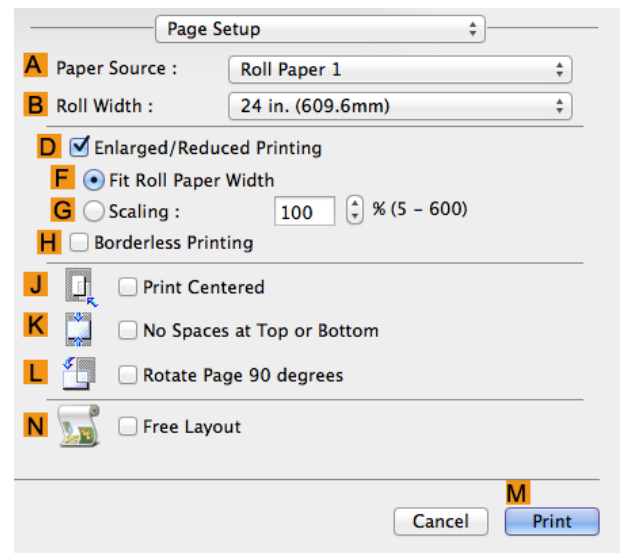 Page Setup
A Paper Source : Roll Paper 1
B Roll Width : 24 in. (609.6mm)
D Enlarged/Reduced Printing
F Fit Roll Paper Width
G Scaling : 100 % (5 – 600)
H Borderless Printing
J Print Centered
K No Spaces at Top or Bottom
L Rotate Page 90 degrees
N Free Layout
M
Cancel Print